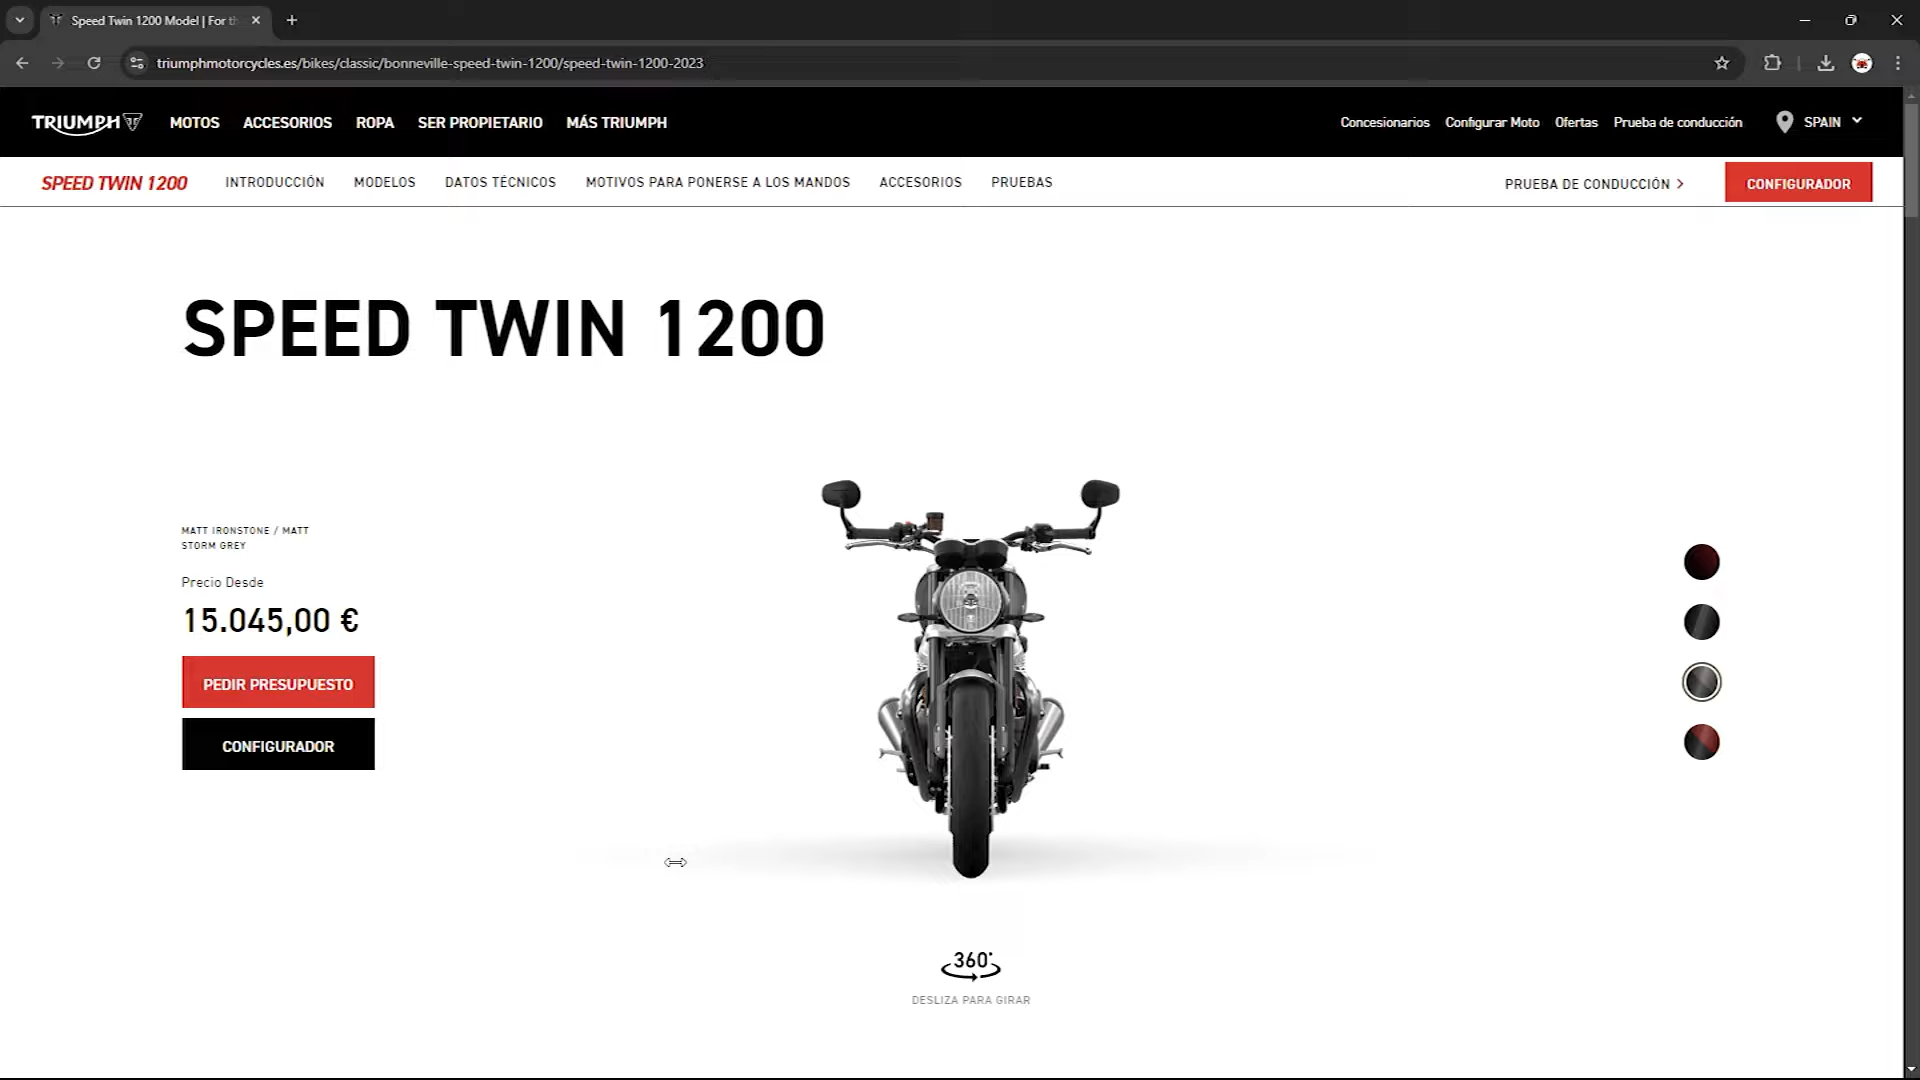 Speed Twin 1200 Model | For th
triumphmotorcycles.es/bikes/classic/bonneville-speed-twin-1200/speed-twin-1200-2023
TRIUMPH MOTOS ACCESORIOS ROPA SER PROPIETARIO MÁS TRIUMPH Concesionarios Configurar Moto Ofertas Prueba de conducción SPAIN
SPEED TWIN 1200 INTRODUCCIÓN MODELOS DATOS TÉCNICOS MOTIVOS PARA PONERSE A LOS MANDOS ACCESORIOS PRUEBAS PRUEBA DE CONDUCCIÓN CONFIGURADOR
SPEED TWIN 1200
MATT IRONSTONE / MATT
STORM GREY
Precio Desde
15.045,00 €
PEDIR PRESUPUESTO
CONFIGURADOR
360°
DESLIZA PARA GIRAR